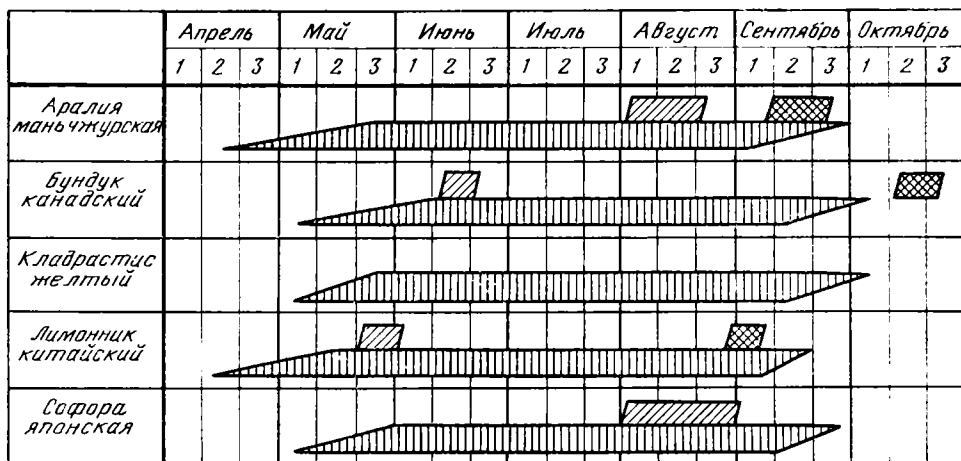 Апрель Май Июнь Июль Август Сентябрь Октябрь
1 2 3 1 2 3 1 2 3 1 2 3 1 2 3 1 2 3 1 2 3
Аралия
маньчжурская
Бундук
канадский
Кладрастис
желтый
Лимонник
китайский
Софора
японская